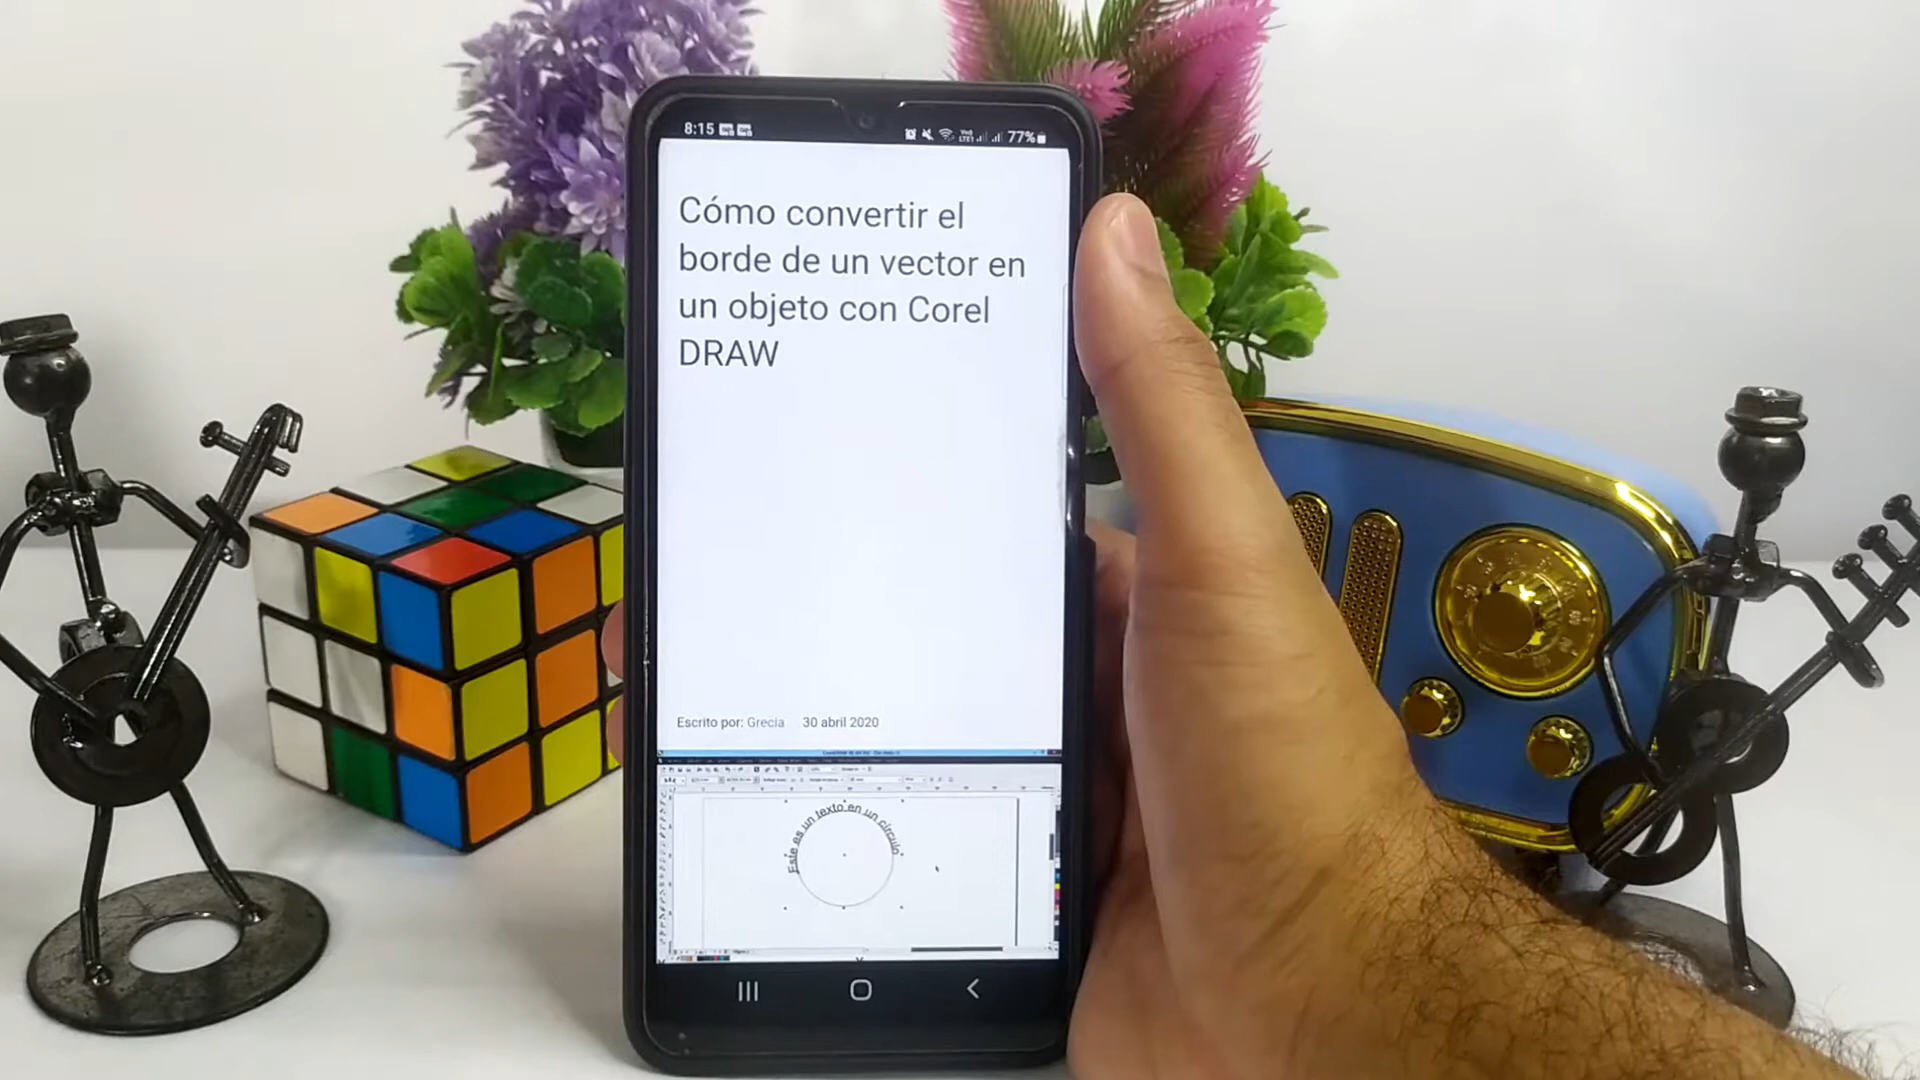 8:15
77%
Cómo convertir el
borde de un vector en
un objeto con Corel
DRAW
Escrito por: Grecia 30 abril 2020
Este es un texto en un círculo